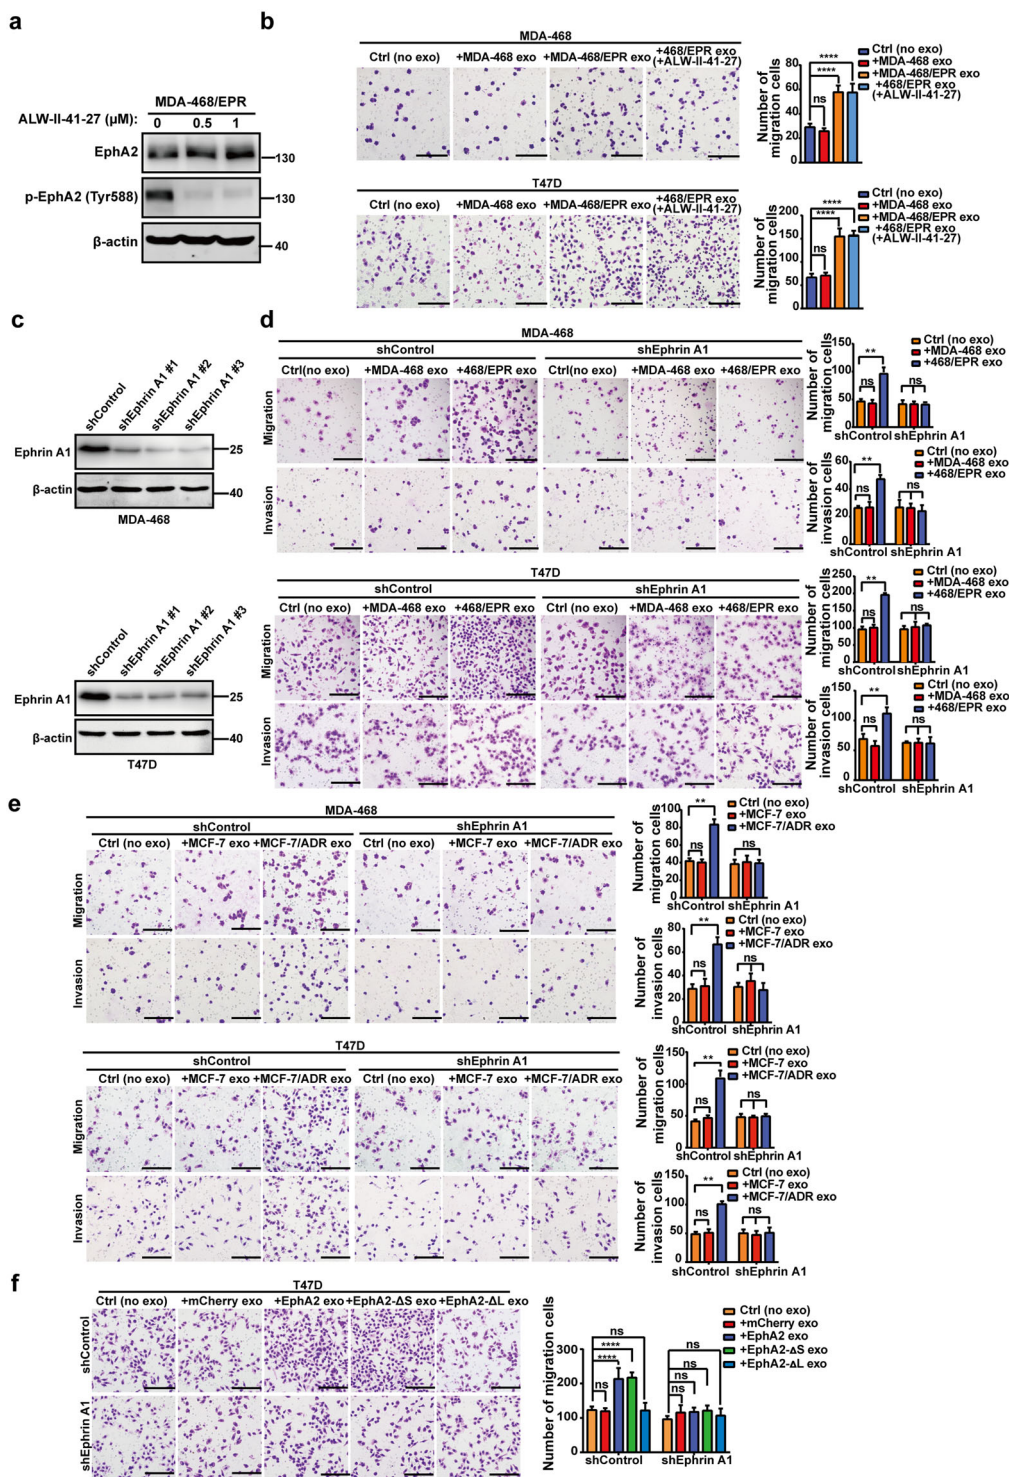 a
MDA-468/EPR
ALW-II-41-27 (μM): 0 0.5 1
EphA2
130
p-EphA2 (Tyr588)
130
β-actin
40
b
MDA-468
Ctrl (no exo) +MDA-468 exo +MDA-468/EPR exo +468/EPR exo (+ALW-II-41-27)
Number of migration cells
80
60
40
20
0
ns
****
****
Ctrl (no exo)
+MDA-468 exo
+MDA-468/EPR exo
+468/EPR exo
(+ALW-II-41-27)
T47D
Ctrl (no exo) +MDA-468 exo +MDA-468/EPR exo +468/EPR exo (+ALW-II-41-27)
Number of migration cells
200
150
100
50
0
ns
****
****
Ctrl (no exo)
+MDA-468 exo
+MDA-468/EPR exo
+468/EPR exo
(+ALW-II-41-27)
c
shControl
shEphrin A1 #1
shEphrin A1 #2
shEphrin A1 #3
Ephrin A1
25
β-actin
40
MDA-468
shControl
shEphrin A1 #1
shEphrin A1 #2
shEphrin A1 #3
Ephrin A1
25
β-actin
40
T47D
d
MDA-468
shControl shEphrin A1
Ctrl(no exo) +MDA-468 exo +468/EPR exo Ctrl(no exo) +MDA-468 exo +468/EPR exo
Migration
Invasion
Number of migration cells
150
100
50
0
ns
**
ns ns
Ctrl (no exo)
+MDA-468 exo
+468/EPR exo
shControl shEphrin A1
Number of invasion cells
60
40
20
0
ns
**
ns ns
Ctrl (no exo)
+MDA-468 exo
+468/EPR exo
shControl shEphrin A1
T47D
shControl shEphrin A1
Ctrl (no exo) +MDA-468 exo +468/EPR exo Ctrl (no exo) +MDA-468 exo +468/EPR exo
Migration
Invasion
Number of migration cells
250
200
150
100
50
0
ns
**
ns ns
Ctrl (no exo)
+MDA-468 exo
+468/EPR exo
shControl shEphrin A1
Number of invasion cells
150
100
50
0
ns
**
ns ns
Ctrl (no exo)
+MDA-468 exo
+468/EPR exo
shControl shEphrin A1
e
MDA-468
shControl shEphrin A1
Ctrl (no exo) +MCF-7 exo +MCF-7/ADR exo Ctrl (no exo) +MCF-7 exo +MCF-7/ADR exo
Migration
Invasion
Number of migration cells
100
80
60
40
20
0
ns
**
ns ns
Ctrl (no exo)
+MCF-7 exo
+MCF-7/ADR exo
shControl shEphrin A1
Number of invasion cells
80
60
40
20
0
ns
**
ns ns
Ctrl (no exo)
+MCF-7 exo
+MCF-7/ADR exo
shControl shEphrin A1
T47D
shControl shEphrin A1
Ctrl (no exo) +MCF-7 exo +MCF-7/ADR exo Ctrl (no exo) +MCF-7 exo +MCF-7/ADR exo
Migration
Invasion
Number of migration cells
150
100
50
0
ns
**
ns ns
Ctrl (no exo)
+MCF-7 exo
+MCF-7/ADR exo
shControl shEphrin A1
Number of invasion cells
150
100
50
0
ns
**
ns ns
Ctrl (no exo)
+MCF-7 exo
+MCF-7/ADR exo
shControl shEphrin A1
f
T47D
Ctrl (no exo) +mCherry exo +EphA2 exo +EphA2-ΔS exo +EphA2-ΔL exo
shControl
shEphrin A1
Number of migration cells
300
200
100
0
ns
****
****
ns
ns
ns
ns
ns
Ctrl (no exo)
+mCherry exo
+EphA2 exo
+EphA2-ΔS exo
+EphA2-ΔL exo
shControl shEphrin A1